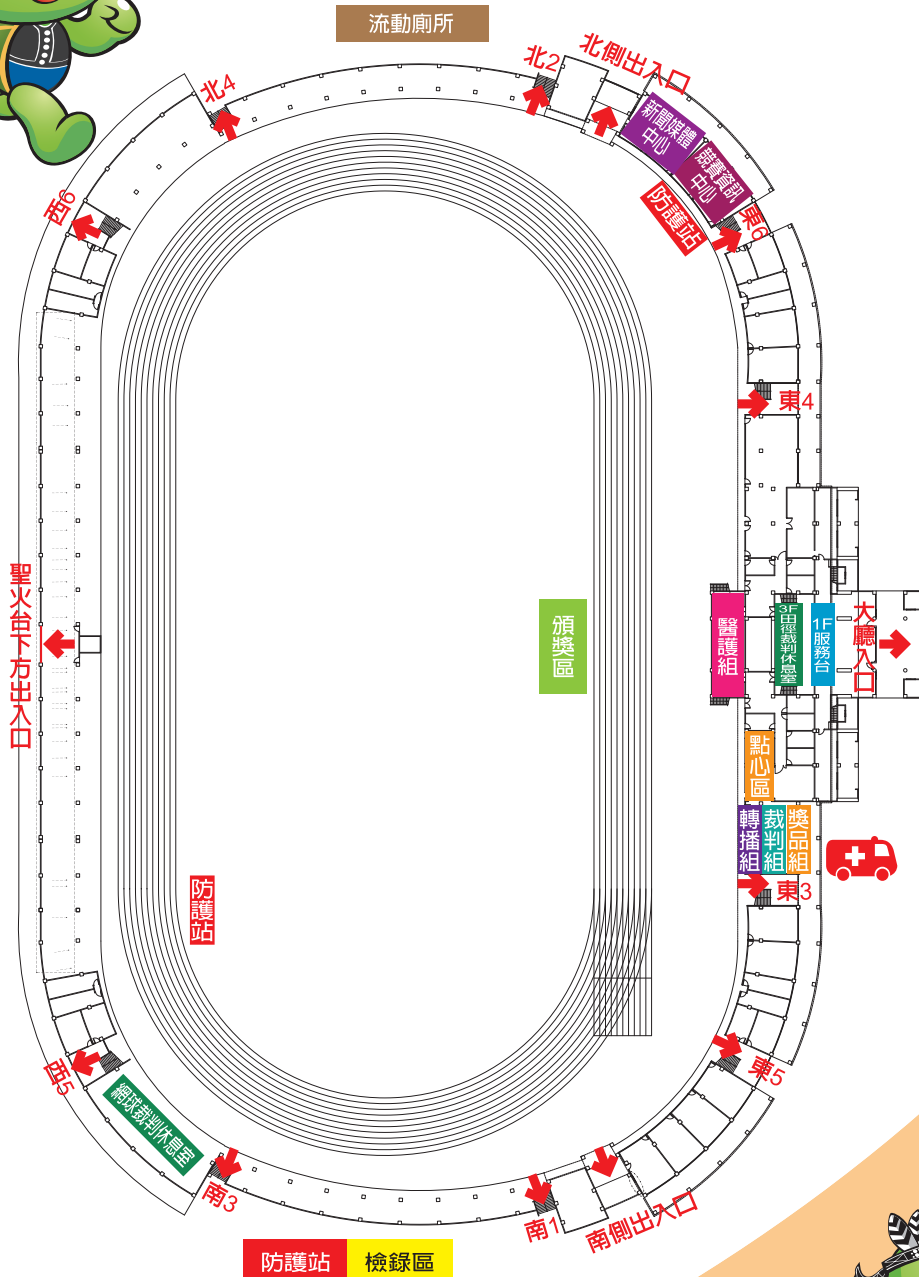 流動廁所
北2
北側出入口
北4
新聞媒體
中心
競賽資訊
中心
防護站
東6
西6
東4
聖火台下方出入口
頒獎區
醫護組
3F田徑裁判休息室
1F服務台
大廳入口
點心區
轉播組
裁判組
獎品組
東3
防護站
西5
東5
網球裁判休息室
南3
南1
南側出入口
防護站
檢錄區